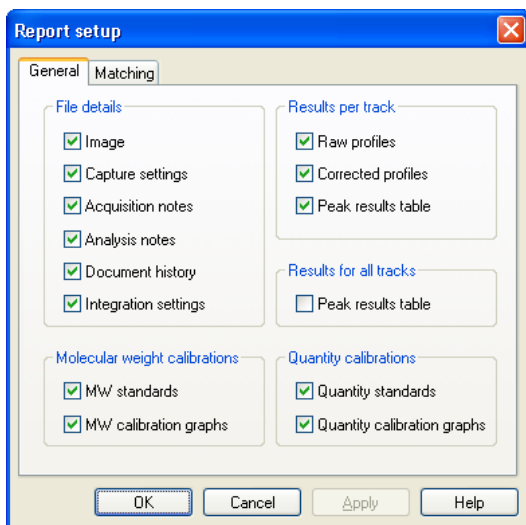 Report setup
General
Matching
File details
Image
Capture settings
Acquisition notes
Analysis notes
Document history
Integration settings
Results per track
Raw profiles
Corrected profiles
Peak results table
Results for all tracks
Peak results table
Molecular weight calibrations
MW standards
MW calibration graphs
Quantity calibrations
Quantity standards
Quantity calibration graphs
OK
Cancel
Apply
Help